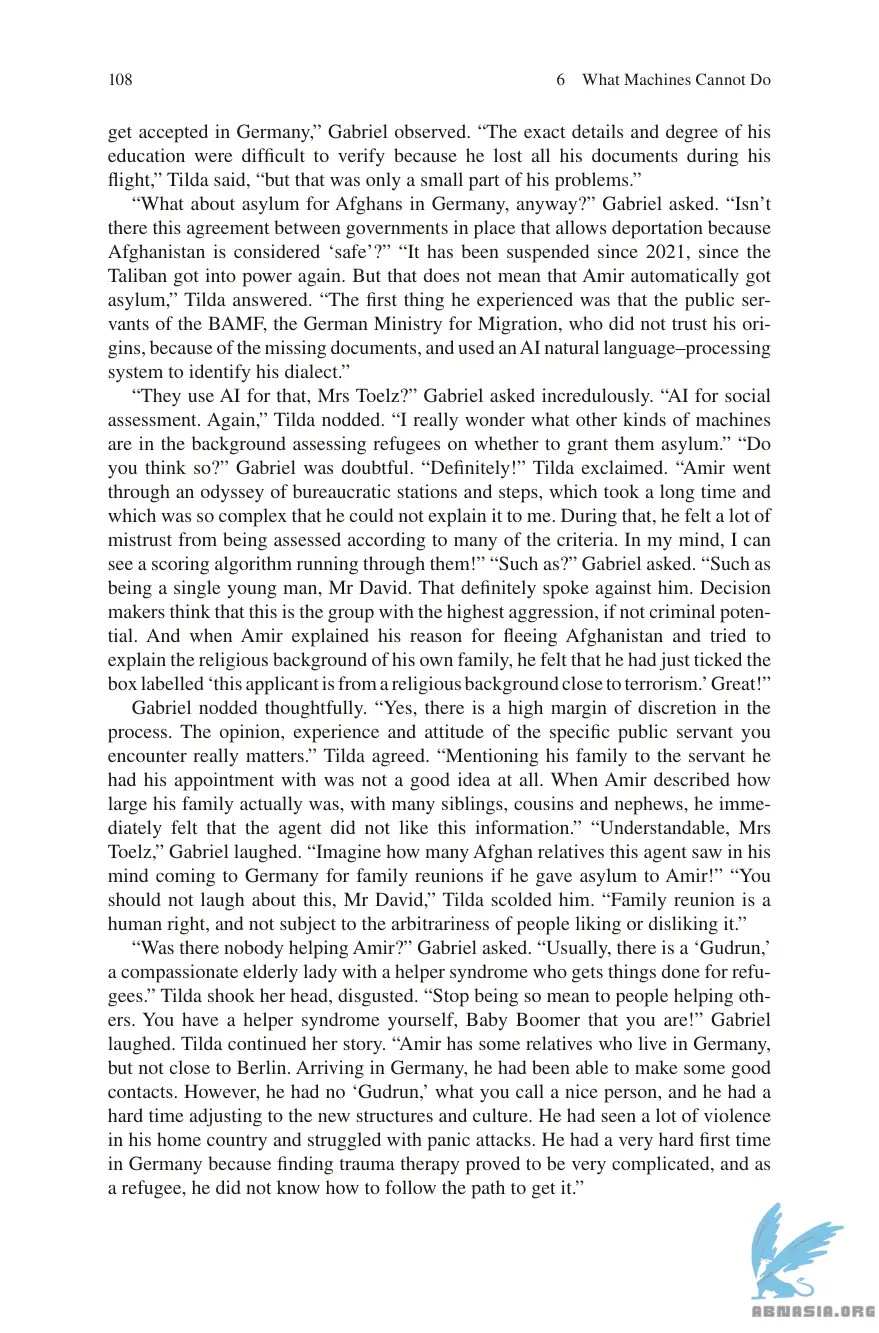 108
6 What Machines Cannot Do
get accepted in Germany,” Gabriel observed. “The exact details and degree of his
education were difficult to verify because he lost all his documents during his
flight,” Tilda said, “but that was only a small part of his problems.”
“What about asylum for Afghans in Germany, anyway?” Gabriel asked. “Isn’t
there this agreement between governments in place that allows deportation because
Afghanistan is considered ‘safe’?” “It has been suspended since 2021, since the
Taliban got into power again. But that does not mean that Amir automatically got
asylum,” Tilda answered. “The first thing he experienced was that the public ser-
vants of the BAMF, the German Ministry for Migration, who did not trust his ori-
gins, because of the missing documents, and used an AI natural language–processing
system to identify his dialect.”
“They use AI for that, Mrs Toelz?” Gabriel asked incredulously. “AI for social
assessment. Again,” Tilda nodded. “I really wonder what other kinds of machines
are in the background assessing refugees on whether to grant them asylum.” “Do
you think so?” Gabriel was doubtful. “Definitely!” Tilda exclaimed. “Amir went
through an odyssey of bureaucratic stations and steps, which took a long time and
which was so complex that he could not explain it to me. During that, he felt a lot of
mistrust from being assessed according to many of the criteria. In my mind, I can
see a scoring algorithm running through them!” “Such as?” Gabriel asked. “Such as
being a single young man, Mr David. That definitely spoke against him. Decision
makers think that this is the group with the highest aggression, if not criminal poten-
tial. And when Amir explained his reason for fleeing Afghanistan and tried to
explain the religious background of his own family, he felt that he had just ticked the
box labelled ‘this applicant is from a religious background close to terrorism.’ Great!”
Gabriel nodded thoughtfully. “Yes, there is a high margin of discretion in the
process. The opinion, experience and attitude of the specific public servant you
encounter really matters.” Tilda agreed. “Mentioning his family to the servant he
had his appointment with was not a good idea at all. When Amir described how
large his family actually was, with many siblings, cousins and nephews, he imme-
diately felt that the agent did not like this information.” “Understandable, Mrs
Toelz,” Gabriel laughed. “Imagine how many Afghan relatives this agent saw in his
mind coming to Germany for family reunions if he gave asylum to Amir!” “You
should not laugh about this, Mr David,” Tilda scolded him. “Family reunion is a
human right, and not subject to the arbitrariness of people liking or disliking it.”
“Was there nobody helping Amir?” Gabriel asked. “Usually, there is a ‘Gudrun,’
a compassionate elderly lady with a helper syndrome who gets things done for refu-
gees.” Tilda shook her head, disgusted. “Stop being so mean to people helping oth-
ers. You have a helper syndrome yourself, Baby Boomer that you are!” Gabriel
laughed. Tilda continued her story. “Amir has some relatives who live in Germany,
but not close to Berlin. Arriving in Germany, he had been able to make some good
contacts. However, he had no ‘Gudrun,’ what you call a nice person, and he had a
hard time adjusting to the new structures and culture. He had seen a lot of violence
in his home country and struggled with panic attacks. He had a very hard first time
in Germany because finding trauma therapy proved to be very complicated, and as
a refugee, he did not know how to follow the path to get it.”
ABNASIA.ORG